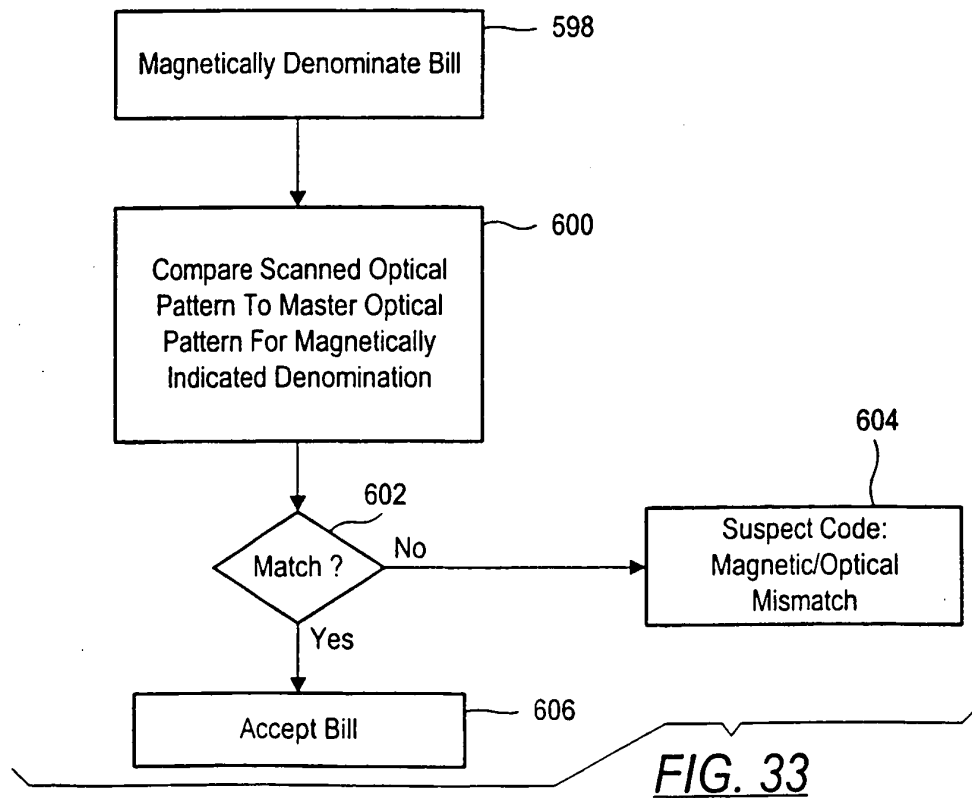 598
Magnetically Denominate Bill
600
Compare Scanned Optical
Pattern To Master Optical
Pattern For Magnetically
Indicated Denomination
604
602
Match ?
No
Suspect Code:
Magnetic/Optical
Mismatch
Yes
Accept Bill
606
FIG. 33